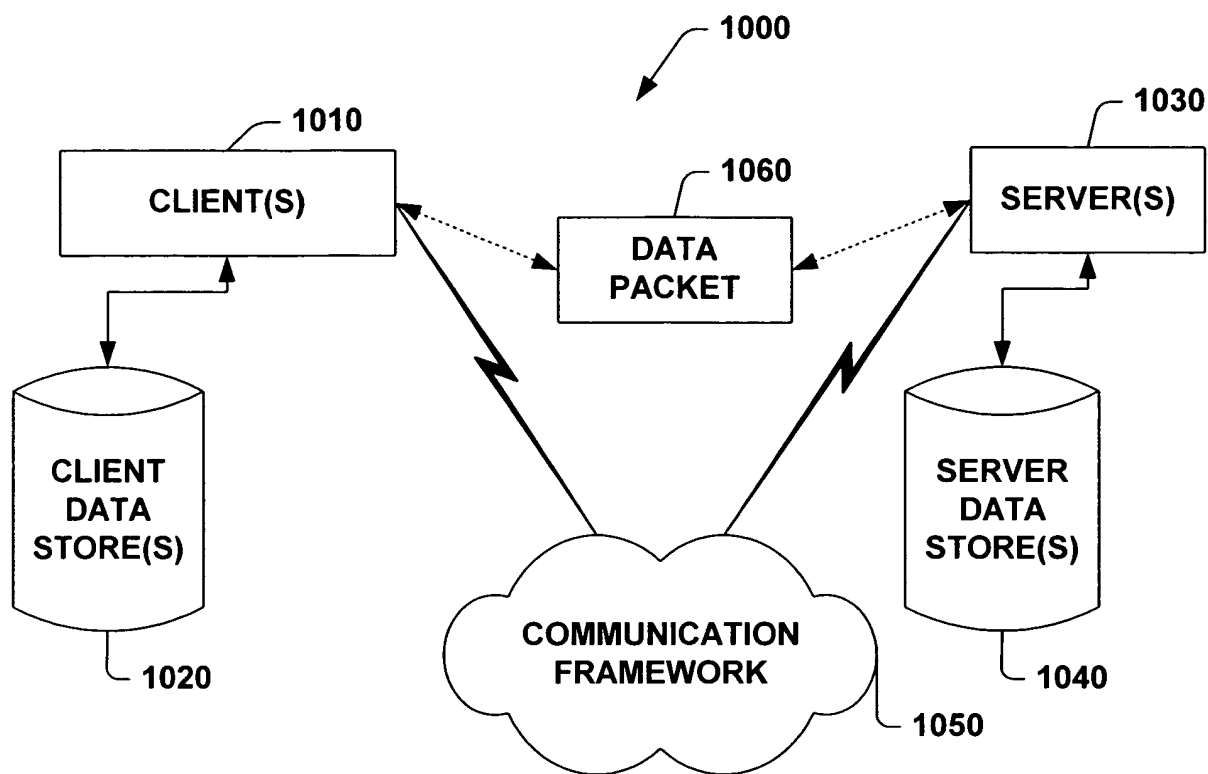 1000
1010
1030
1060
CLIENT(S)
SERVER(S)
DATA
PACKET
CLIENT
DATA
STORE(S)
SERVER
DATA
STORE(S)
COMMUNICATION
FRAMEWORK
1020
1040
1050